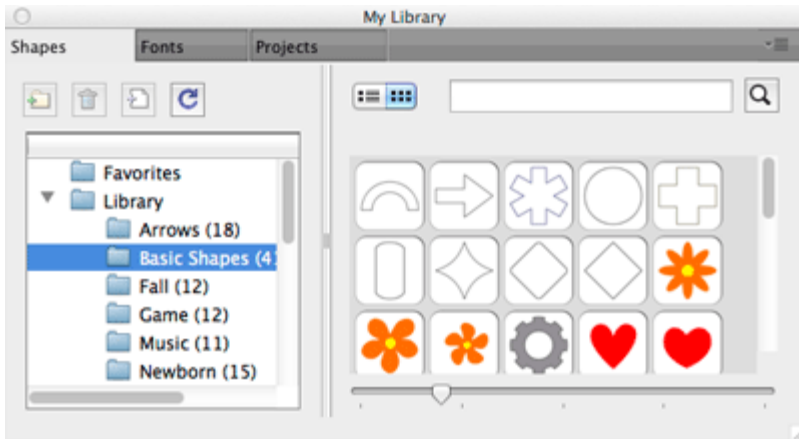 My Library
Shapes Fonts Projects
Favorites
Library
Arrows (18)
Basic Shapes (4
Fall (12)
Game (12)
Music (11)
Newborn (15)